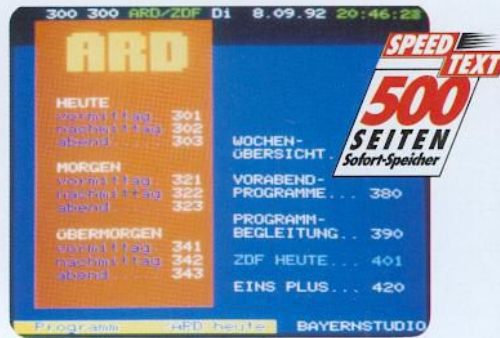 300 300 ARD/ZDF Di 8.09.92 20:46:28
ARD
HEUTE
vormittag 301
nachmittag 302
abend 303
MORGEN
vormittag 321
nachmittag 322
abend 323
ÜBERMORGEN
vormittag 341
nachmittag 342
abend 343
WOCHEN-
ÜBERSICHT.
VORABEND-
PROGRAMME... 380
PROGRAMM-
BEGLEITUNG.. 390
ZDF HEUTE... 401
EINS PLUS... 420
Programm ARD heute BAYERNSTUDIO
SPEED
TEXT
500
SEITEN
Sofort-Speicher